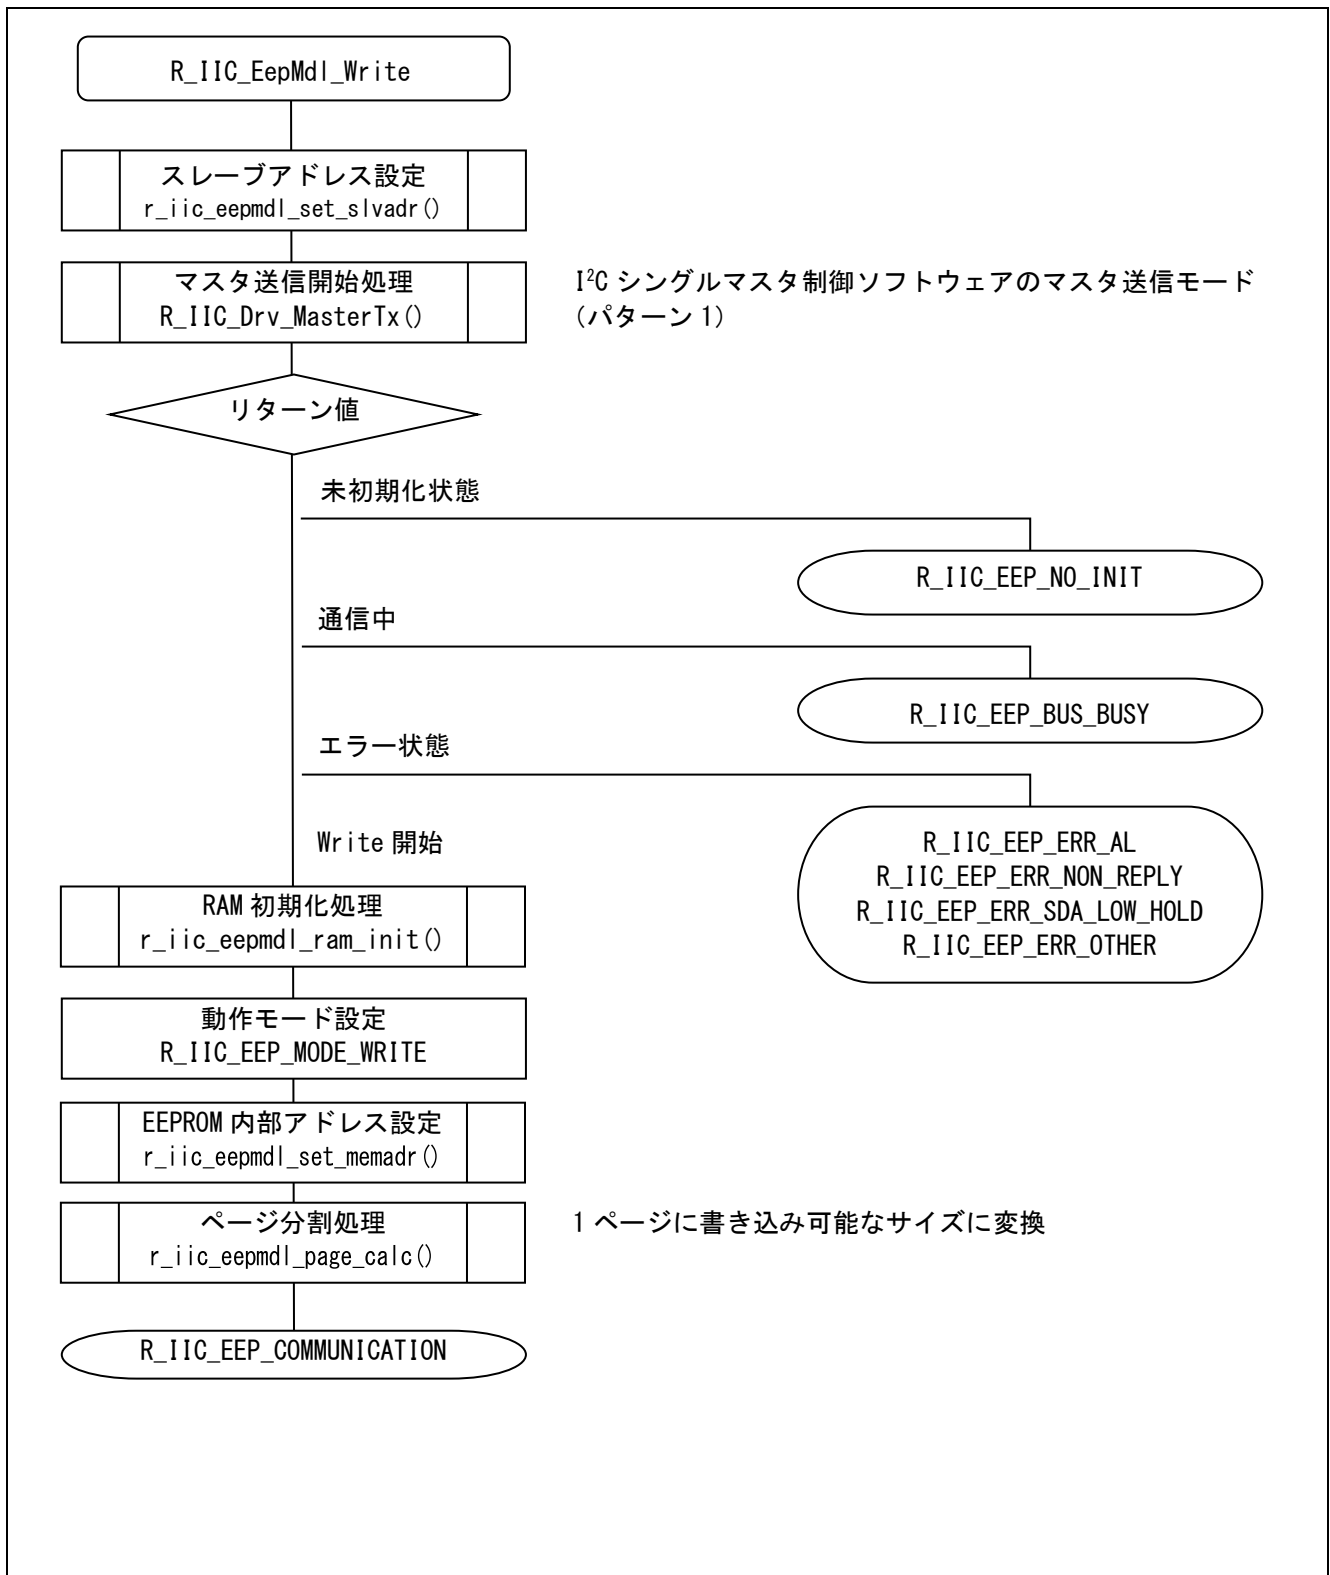 R_IIC_EepMdl_Write
スレーブアドレス設定
r_iic_eepmdl_set_slvadr()
マスタ送信開始処理
R_IIC_Drv_MasterTx()
I²C シングルマスタ制御ソフトウェアのマスタ送信モード
(パターン 1)
リターン値
未初期化状態
R_IIC_EEP_NO_INIT
通信中
R_IIC_EEP_BUS_BUSY
エラー状態
R_IIC_EEP_ERR_AL
R_IIC_EEP_ERR_NON_REPLY
R_IIC_EEP_ERR_SDA_LOW_HOLD
R_IIC_EEP_ERR_OTHER
Write 開始
RAM 初期化処理
r_iic_eepmdl_ram_init()
動作モード設定
R_IIC_EEP_MODE_WRITE
EEPROM 内部アドレス設定
r_iic_eepmdl_set_memadr()
ページ分割処理
r_iic_eepmdl_page_calc()
1 ページに書き込み可能なサイズに変換
R_IIC_EEP_COMMUNICATION